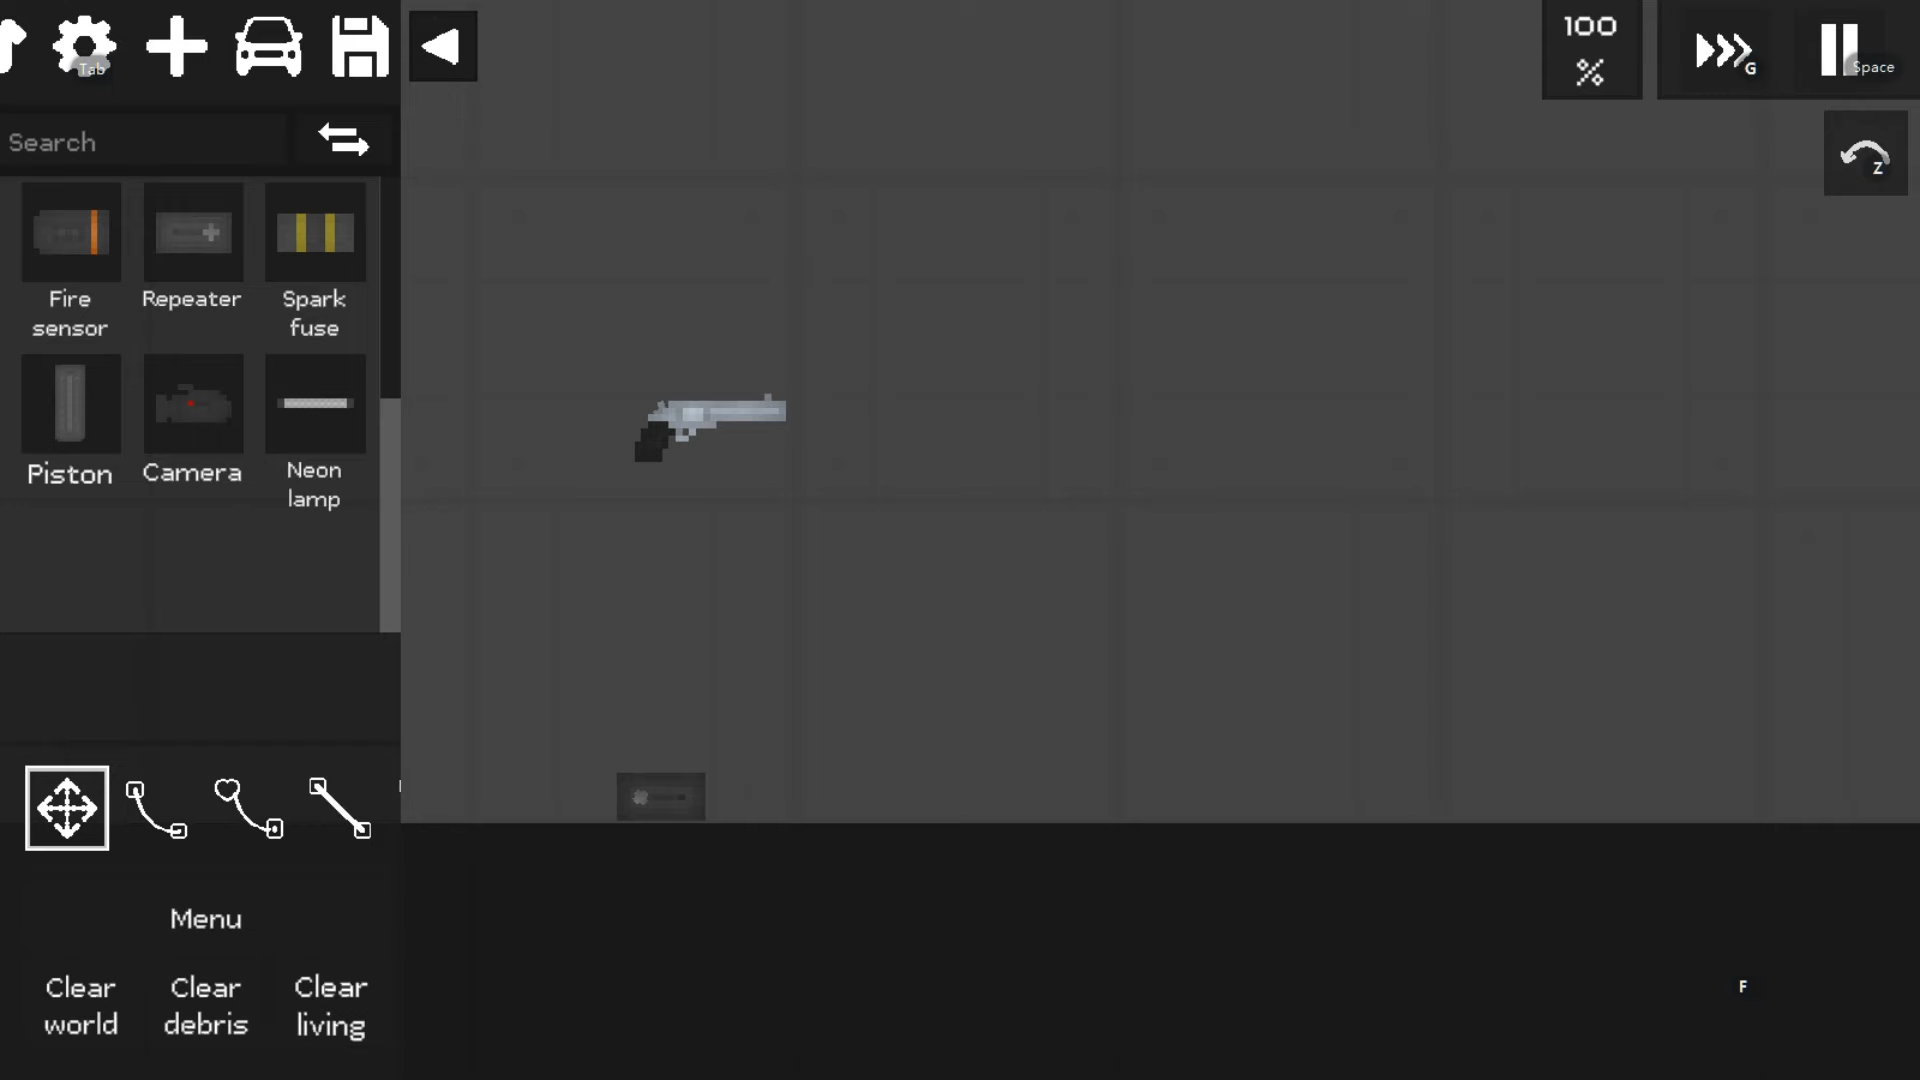 Tab
100
%
G
Space
Search
Z
Fire
sensor
Repeater
Spark
fuse
Piston
Camera
Neon
lamp
Menu
Clear
world
Clear
debris
Clear
living
F